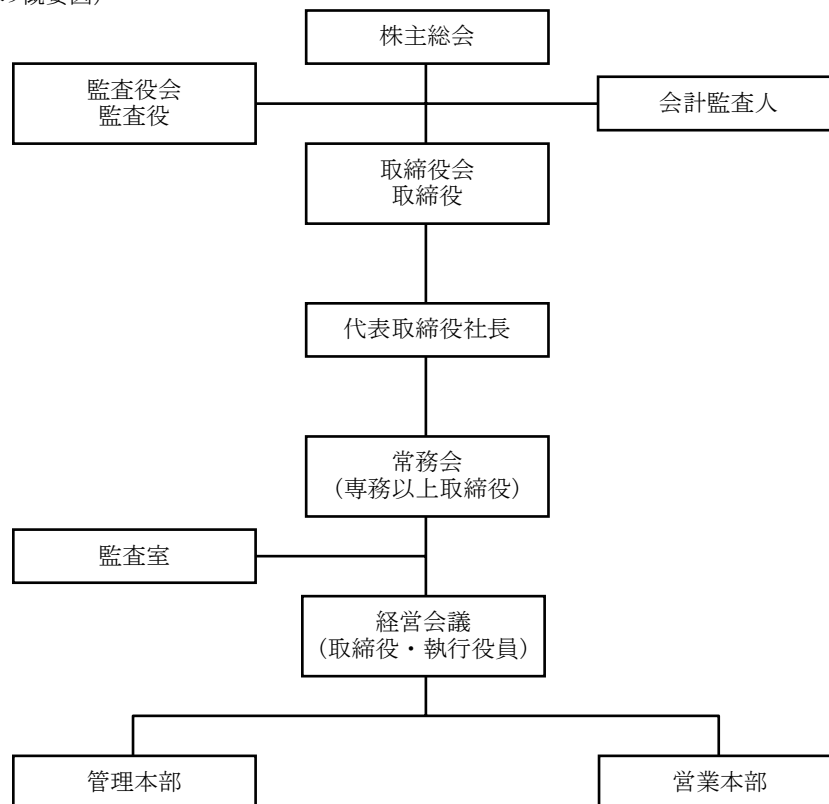 の概要図）
株主総会
監査役会
監査役
会計監査人
取締役会
取締役
代表取締役社長
常務会
（専務以上取締役）
監査室
経営会議
（取締役・執行役員）
管理本部
営業本部